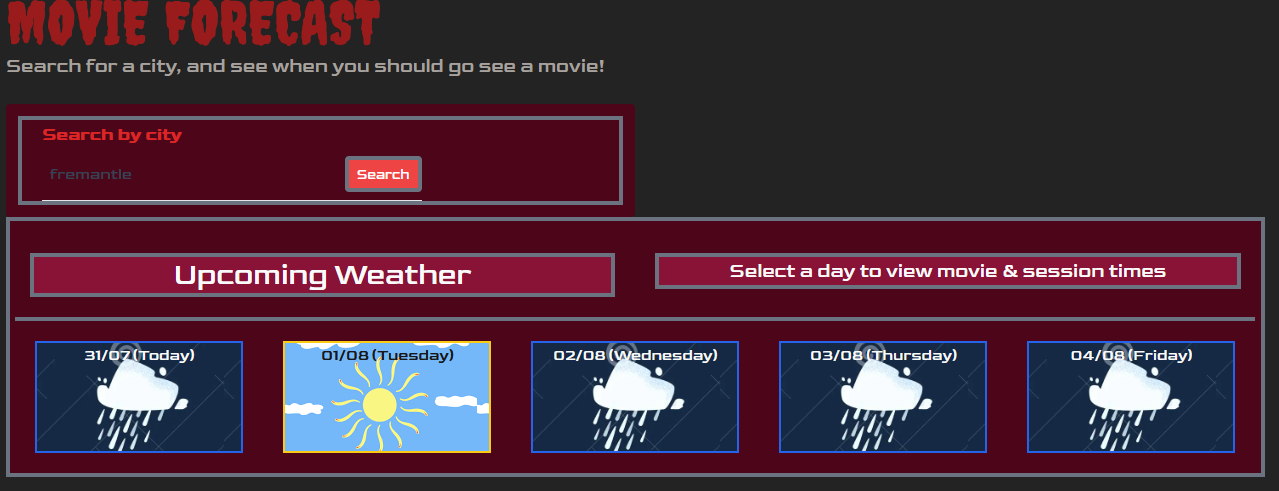 MOVIE FORECAST
Search for a city, and see when you should go see a movie!
Search by city
fremantle
Search
Upcoming Weather
Select a day to view movie & session times
31/07 (Today)
01/08 (Tuesday)
02/08 (Wednesday)
03/08 (Thursday)
04/08 (Friday)